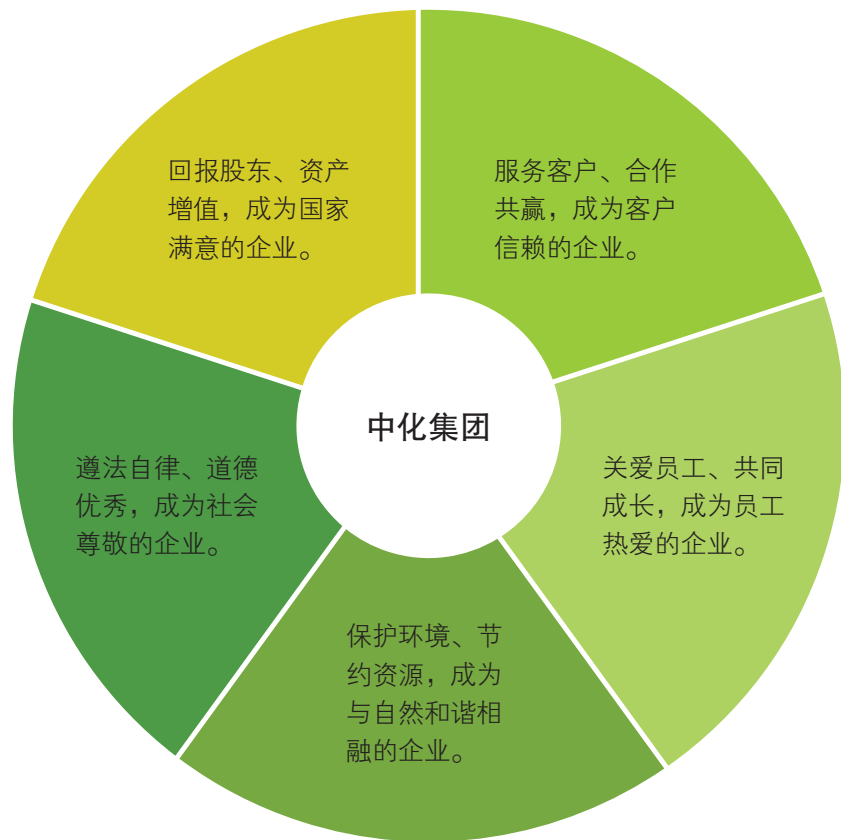 回报股东、资产
增值，成为国家
满意的企业。
服务客户、合作
共赢，成为客户
信赖的企业。
中化集团
遵法自律、道德
优秀，成为社会
尊敬的企业。
关爱员工、共同
成长，成为员工
热爱的企业。
保护环境、节
约资源，成为
与自然和谐相
融的企业。